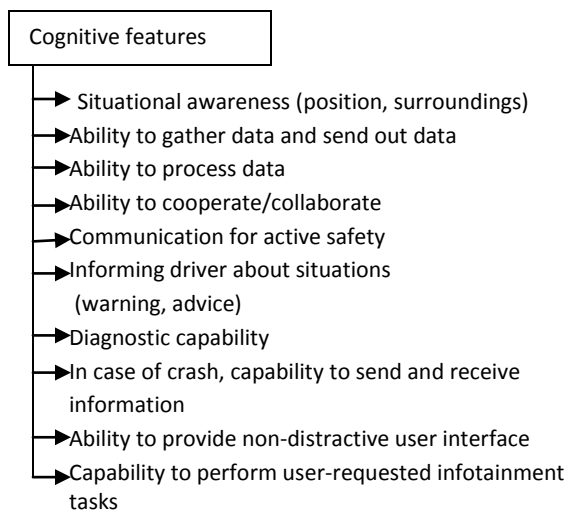 Cognitive features
Situational awareness (position, surroundings)
Ability to gather data and send out data
Ability to process data
Ability to cooperate/collaborate
Communication for active safety
Informing driver about situations
(warning, advice)
Diagnostic capability
In case of crash, capability to send and receive
information
Ability to provide non-distractive user interface
Capability to perform user-requested infotainment
tasks